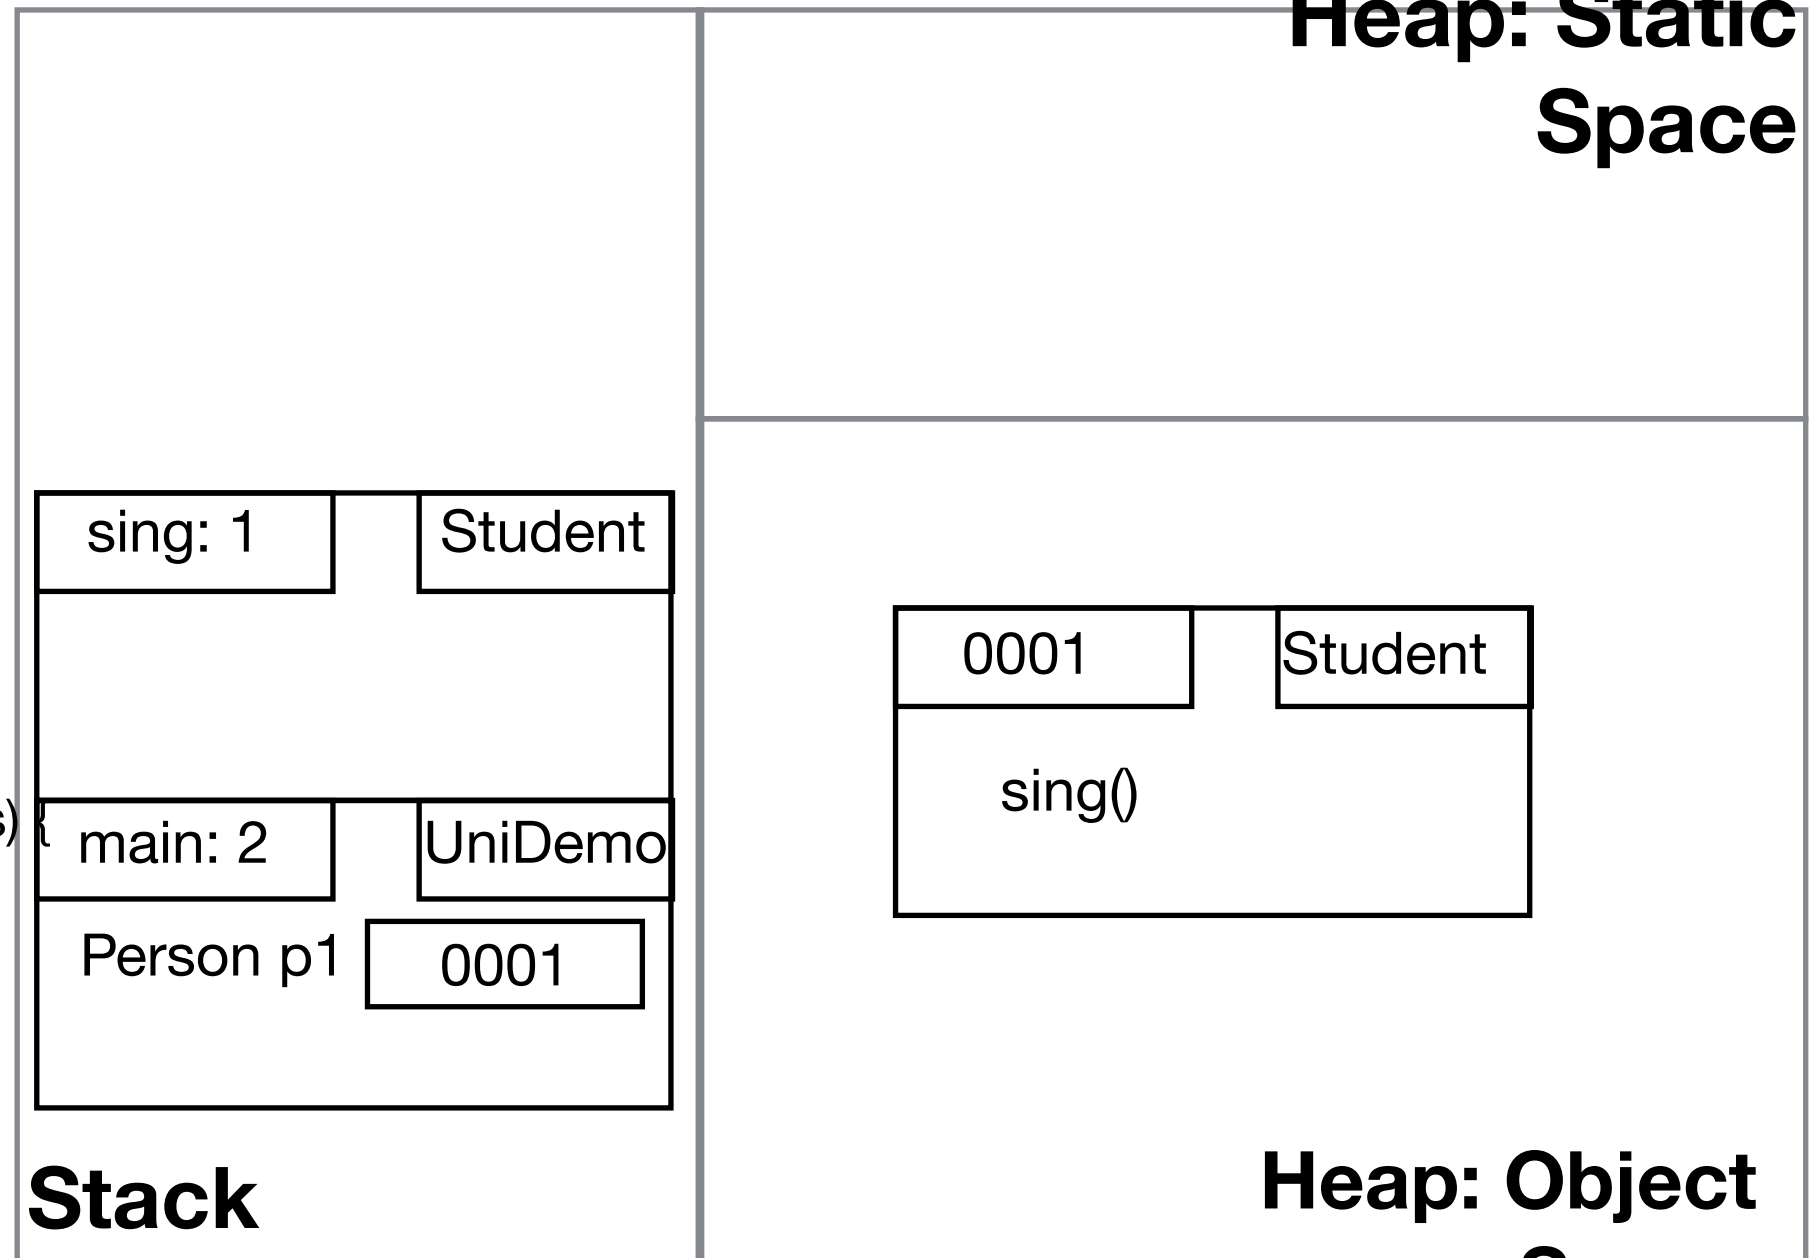 Heap: Static
Space
sing: 1
Student
0001
Student
sing()
s) {
main: 2
UniDemo
Person p1
0001
Stack
Heap: Object